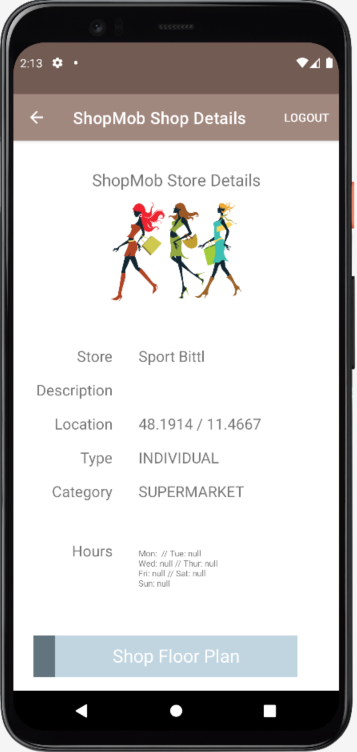 2:13
ShopMob Shop Details LOGOUT
ShopMob Store Details
Store Sport Bittl
Description
Location 48.1914 / 11.4667
Type INDIVIDUAL
Category SUPERMARKET
Hours Mon: // Tue: null
Wed: null // Thur: null
Fri: null // Sat: null
Sun: null
Shop Floor Plan